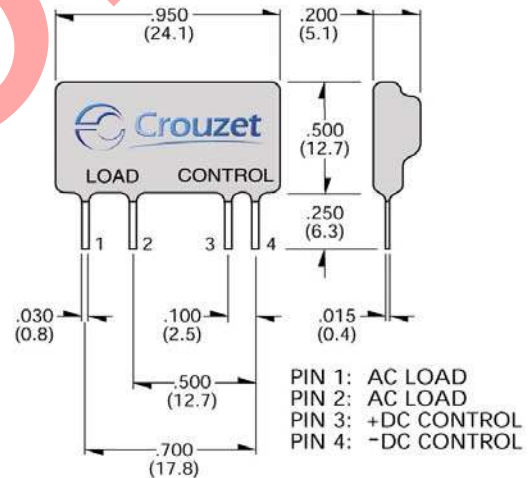 .950
(24.1)
.200
(5.1)
Crouzet
LOAD CONTROL
.500
(12.7)
.250
(6.3)
1 2 3 4
.030
(0.8)
.100
(2.5)
.015
(0.4)
.500
(12.7)
.700
(17.8)
PIN 1: AC LOAD
PIN 2: AC LOAD
PIN 3: +DC CONTROL
PIN 4: -DC CONTROL